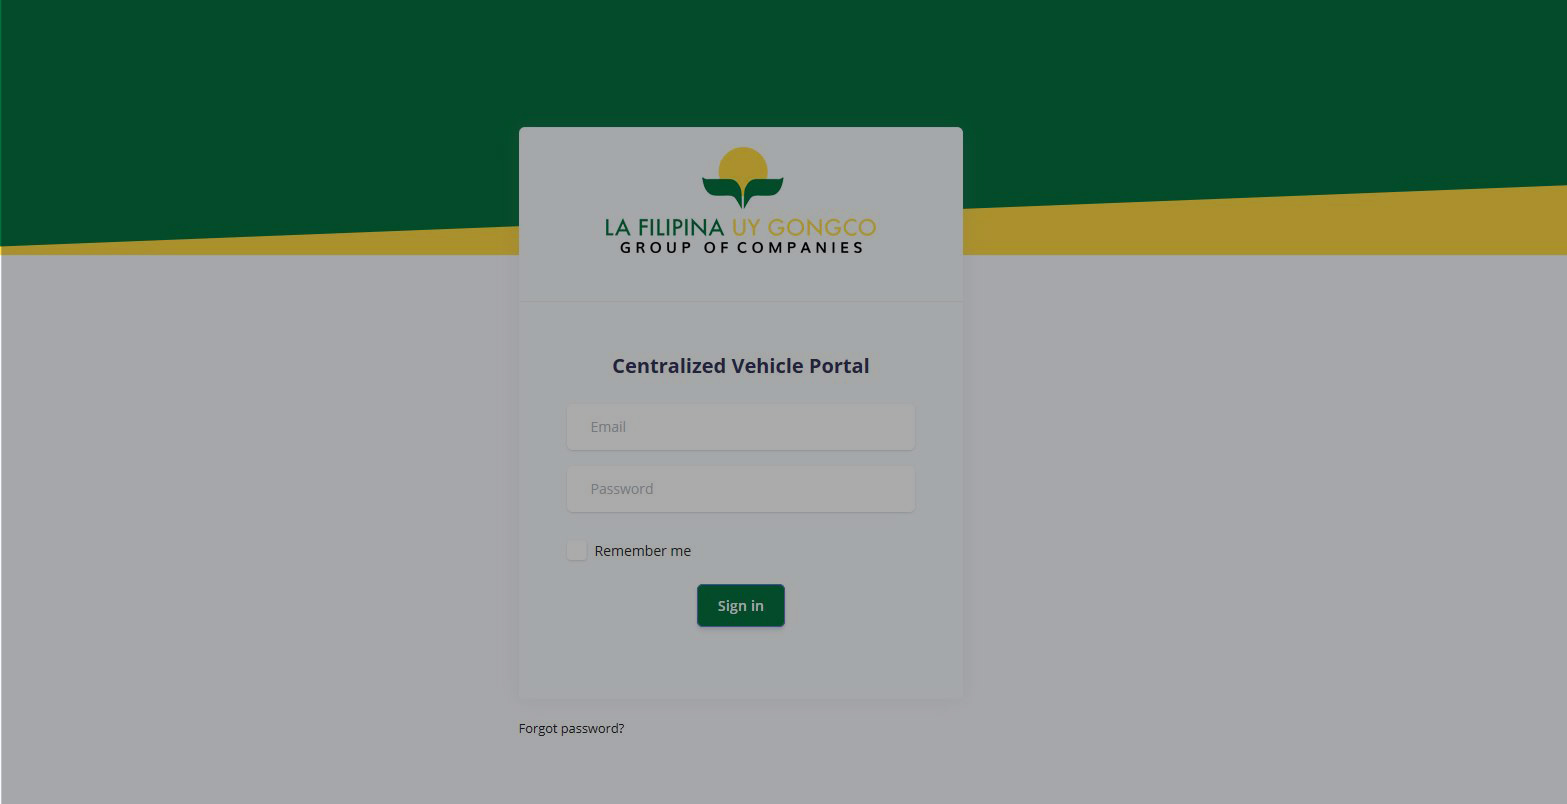 LA FILIPINA UY GONGCO
GROUP OF COMPANIES
Centralized Vehicle Portal
Email
Password
Remember me
Sign in
Forgot password?